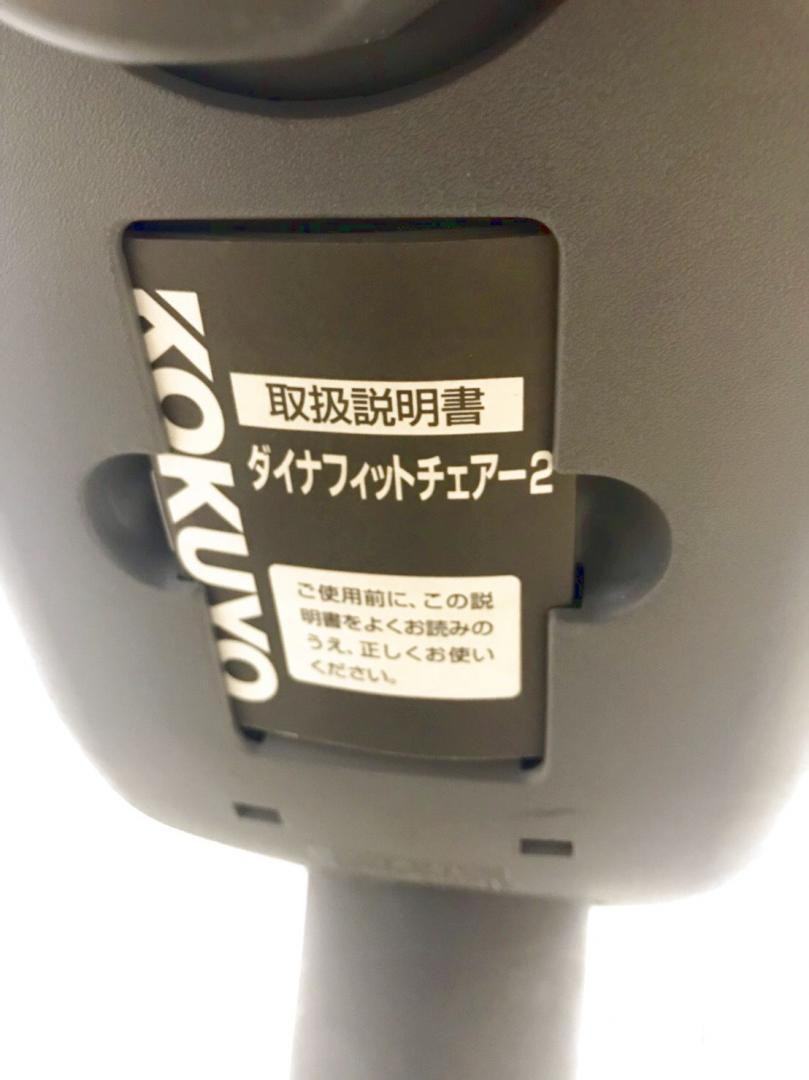 KOKUYO
取扱説明書
ダイナフィットチェアー2
ご使用前に、この説
明書をよくお読みの
うえ、正しくお使い
ください。